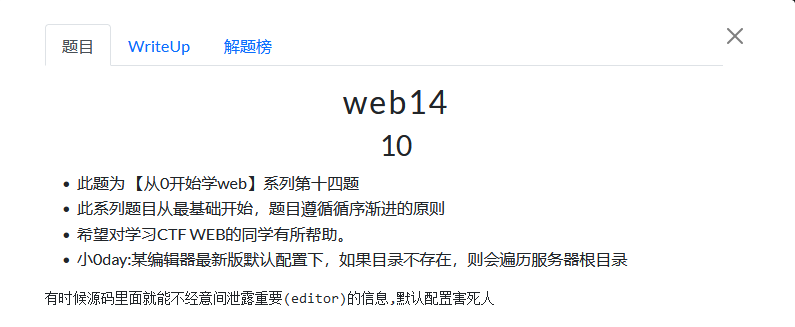 题目 WriteUp 解题榜
web14
10
此题为 【从0开始学web】系列第十四题
此系列题目从最基础开始，题目遵循循序渐进的原则
希望对学习CTF WEB的同学有所帮助。
小0day:某编辑器最新版默认配置下，如果目录不存在，则会遍历服务器根目录
有时候源码里面就能不经意间泄露重要(editor)的信息,默认配置害死人